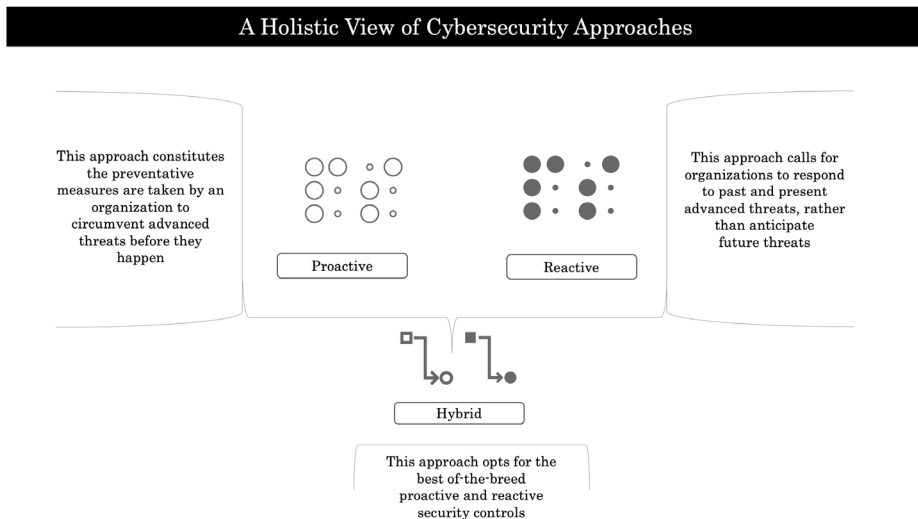 A Holistic View of Cybersecurity Approaches
This approach constitutes
the preventative
measures are taken by an
organization to
circumvent advanced
threats before they
happen
Proactive
Reactive
This approach calls for
organizations to respond
to past and present
advanced threats, rather
than anticipate
future threats
Hybrid
This approach opts for the
best of-the-breed
proactive and reactive
security controls